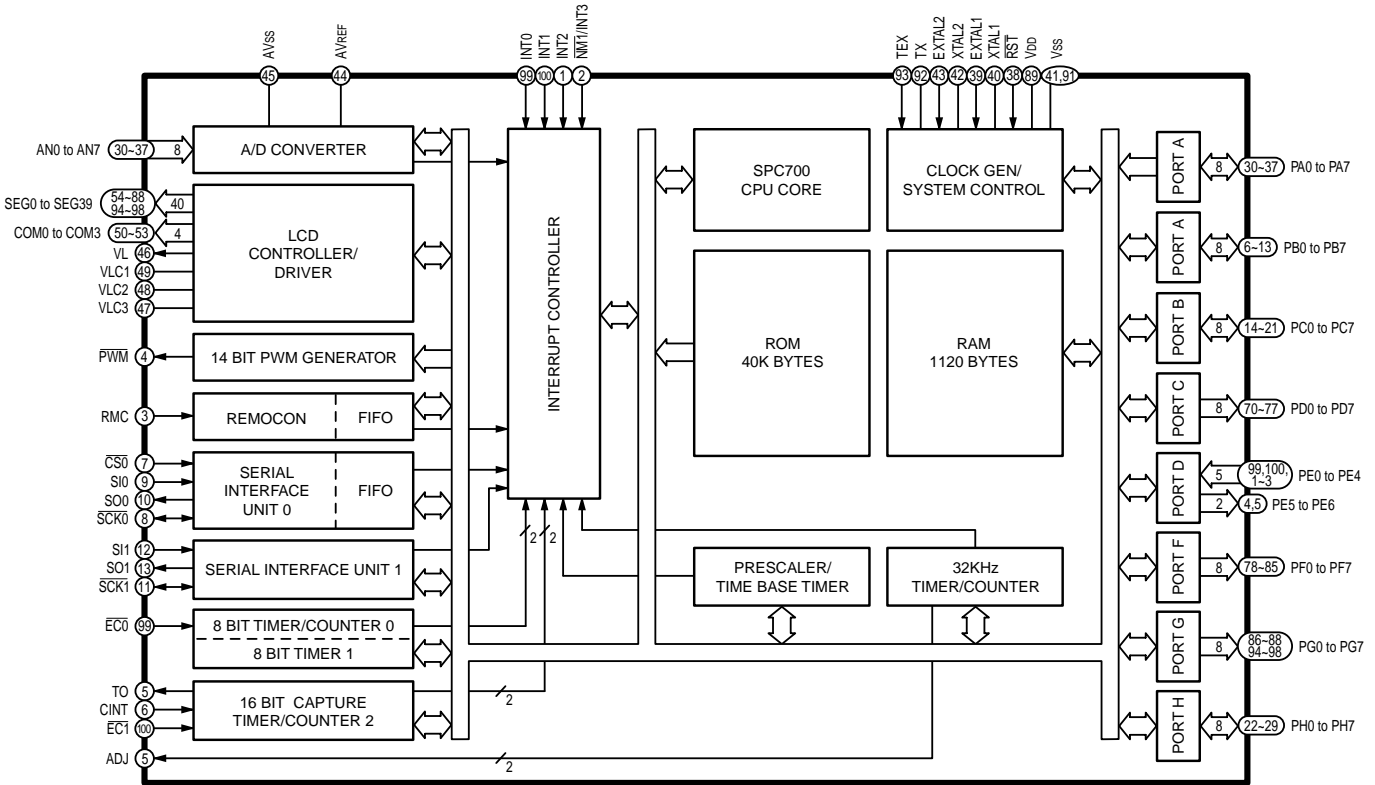 AVSS
AVREF
INT0
INT1
INT2
NM1/INT3
TEX
TX
EXTAL2
XTAL2
EXTAL1
XTAL1
RST
VDD
VSS
45
44
99
100
1
2
93
92
43
42
39
40
38
89
41,91
AN0 to AN7 30~37 8
A/D CONVERTER
SEG0 to SEG39 54~88 94~98 40
COM0 to COM3 50~53 4
VL 46
VLC1 49
VLC2 48
VLC3 47
LCD
CONTROLLER/
DRIVER
PWM 4
14 BIT PWM GENERATOR
RMC 3
REMOCON FIFO
CS0 7
SI0 9
SO0 10
SCK0 8
SERIAL
INTERFACE
UNIT 0
FIFO
SI1 12
SO1 13
SCK1 11
SERIAL INTERFACE UNIT 1
EC0 99
8 BIT TIMER/COUNTER 0
8 BIT TIMER 1
TO 5
CINT 6
EC1 100
16 BIT CAPTURE
TIMER/COUNTER 2
ADJ 5
2
2
2
2
INTERRUPT CONTROLLER
SPC700
CPU CORE
CLOCK GEN/
SYSTEM CONTROL
ROM
40K BYTES
RAM
1120 BYTES
PRESCALER/
TIME BASE TIMER
32KHz
TIMER/COUNTER
PORT A 8 30~37 PA0 to PA7
PORT A 8 6~13 PB0 to PB7
PORT B 8 14~21 PC0 to PC7
PORT C 8 70~77 PD0 to PD7
PORT D 5 99,100, 1~3 PE0 to PE4
2 4,5 PE5 to PE6
PORT F 8 78~85 PF0 to PF7
PORT G 8 86~88 94~98 PG0 to PG7
PORT H 8 22~29 PH0 to PH7